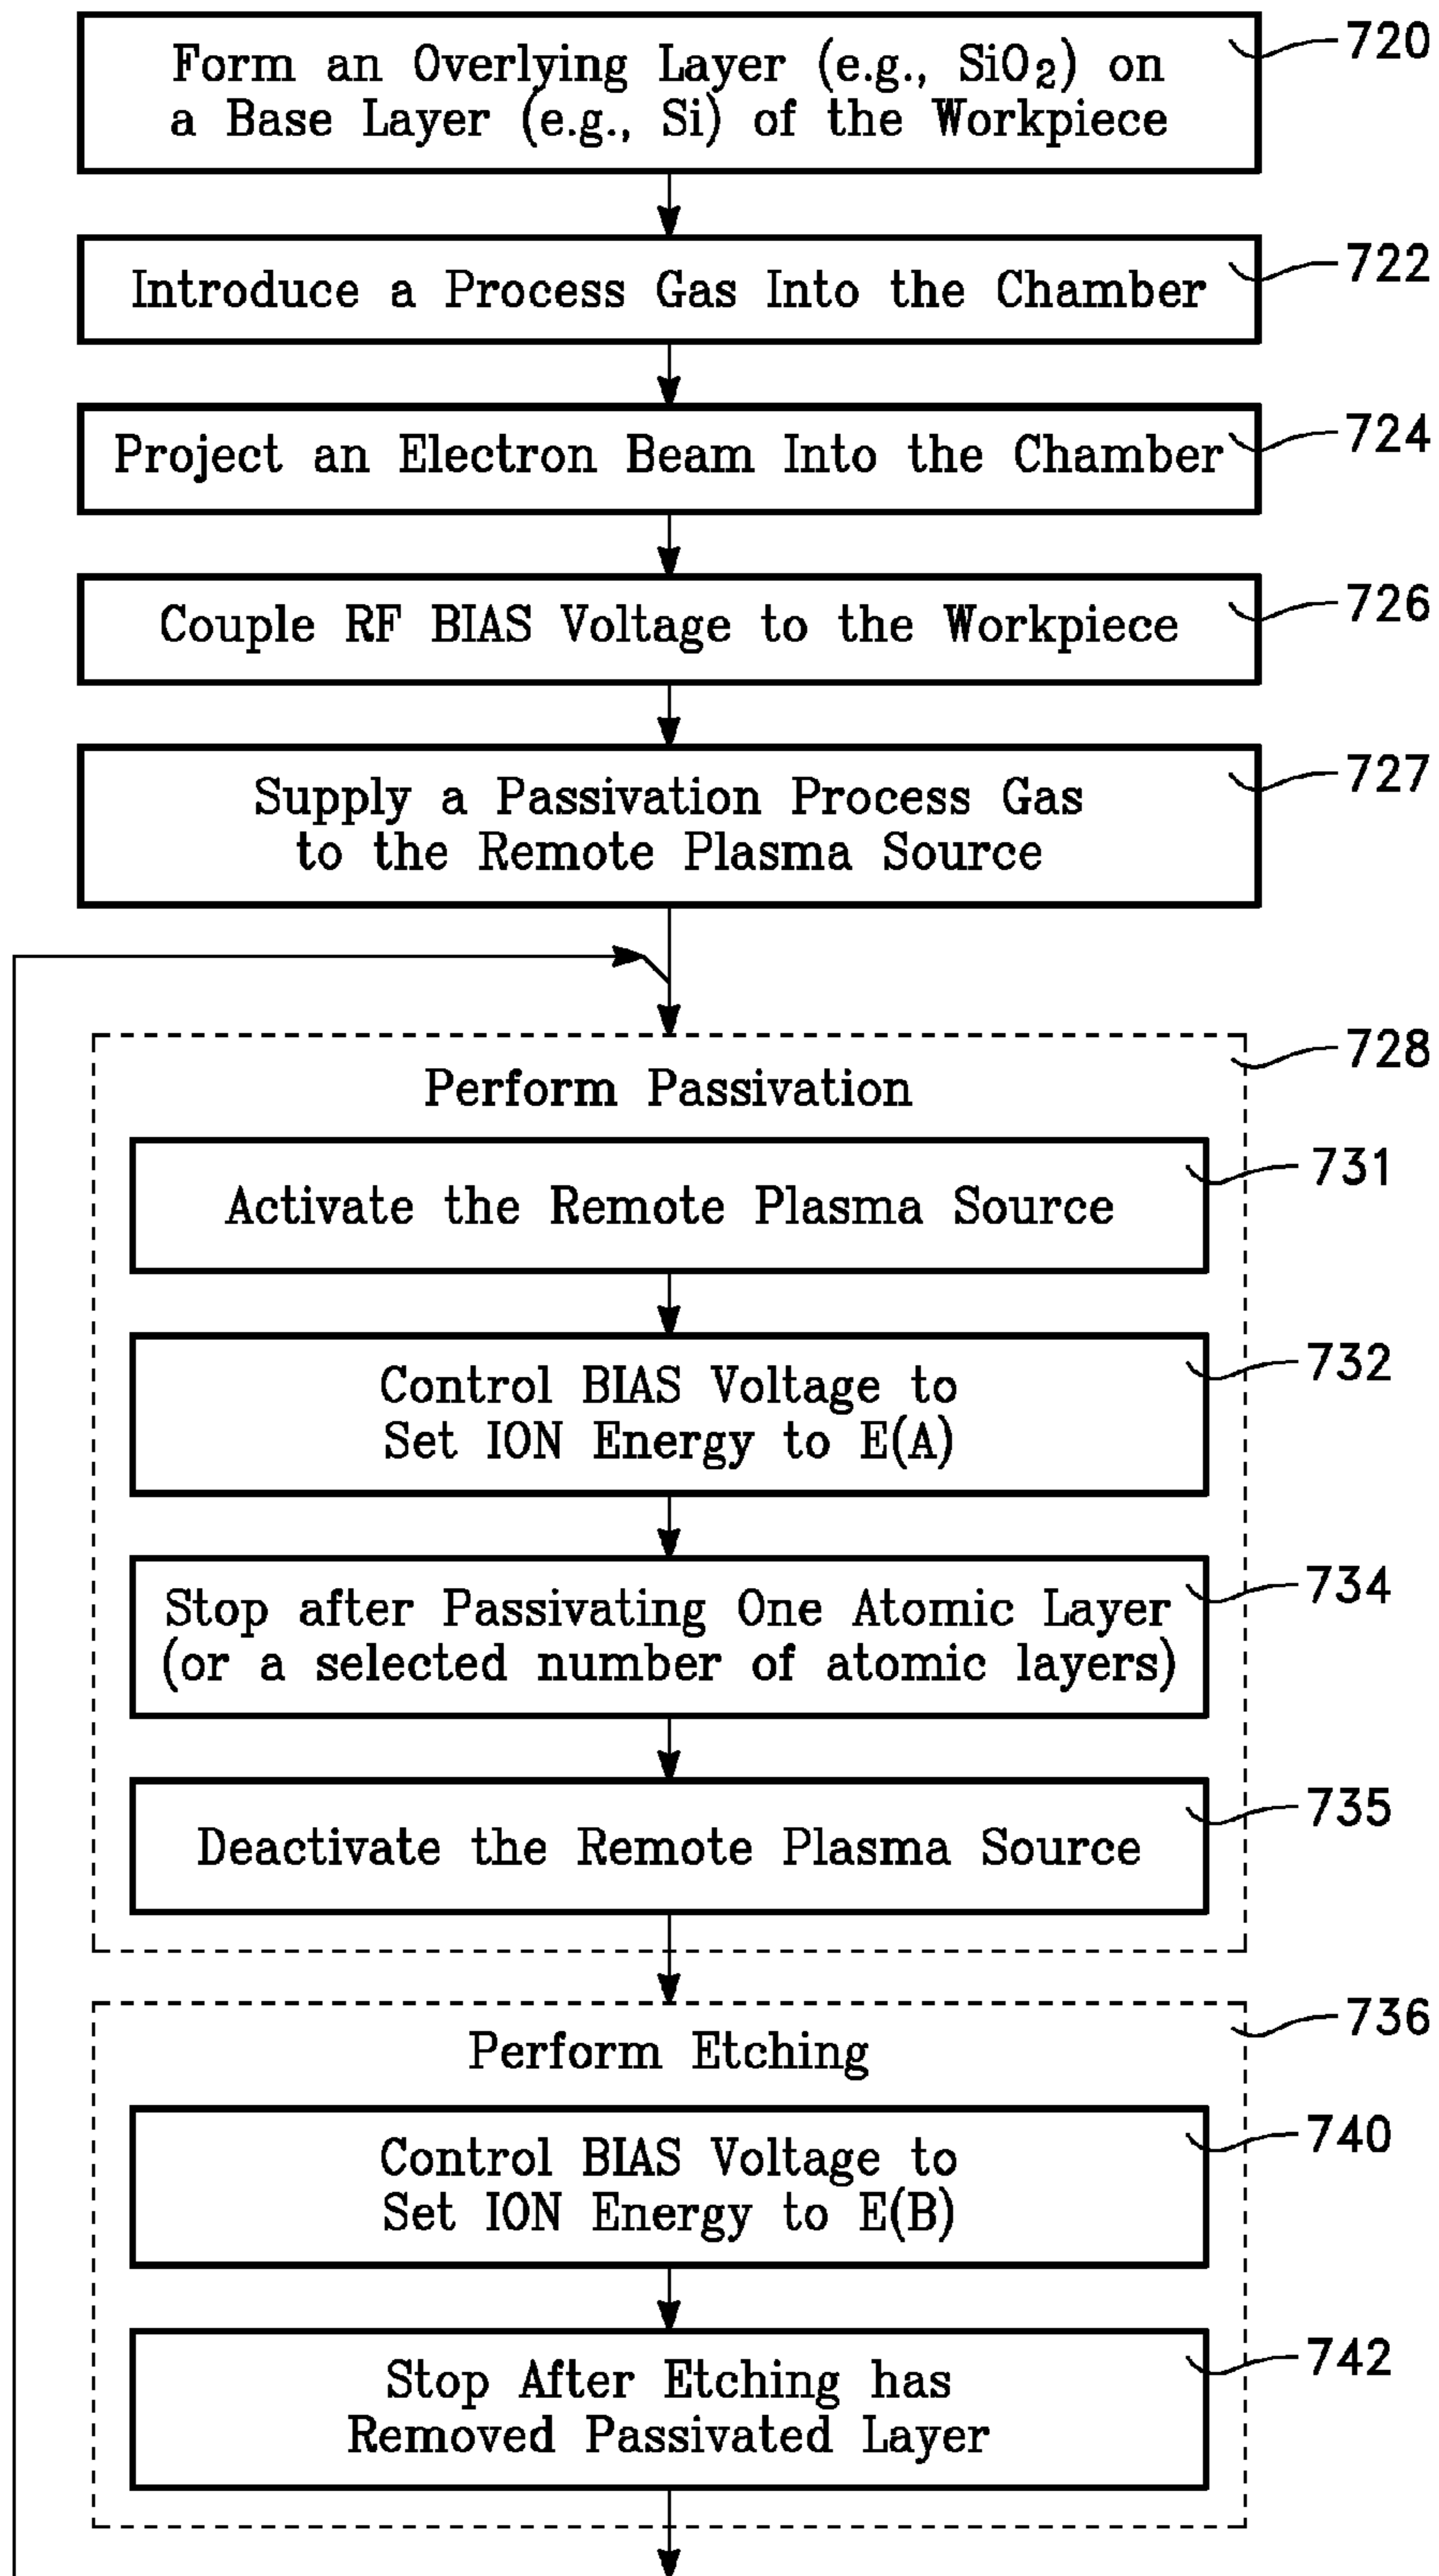 Form an Overlying Layer (e.g., SiO₂) on
a Base Layer (e.g., Si) of the Workpiece
720
Introduce a Process Gas Into the Chamber
722
Project an Electron Beam Into the Chamber
724
Couple RF BIAS Voltage to the Workpiece
726
Supply a Passivation Process Gas
to the Remote Plasma Source
727
Perform Passivation
728
Activate the Remote Plasma Source
731
Control BIAS Voltage to
Set ION Energy to E(A)
732
Stop after Passivating One Atomic Layer
(or a selected number of atomic layers)
734
Deactivate the Remote Plasma Source
735
Perform Etching
736
Control BIAS Voltage to
Set ION Energy to E(B)
740
Stop After Etching has
Removed Passivated Layer
742